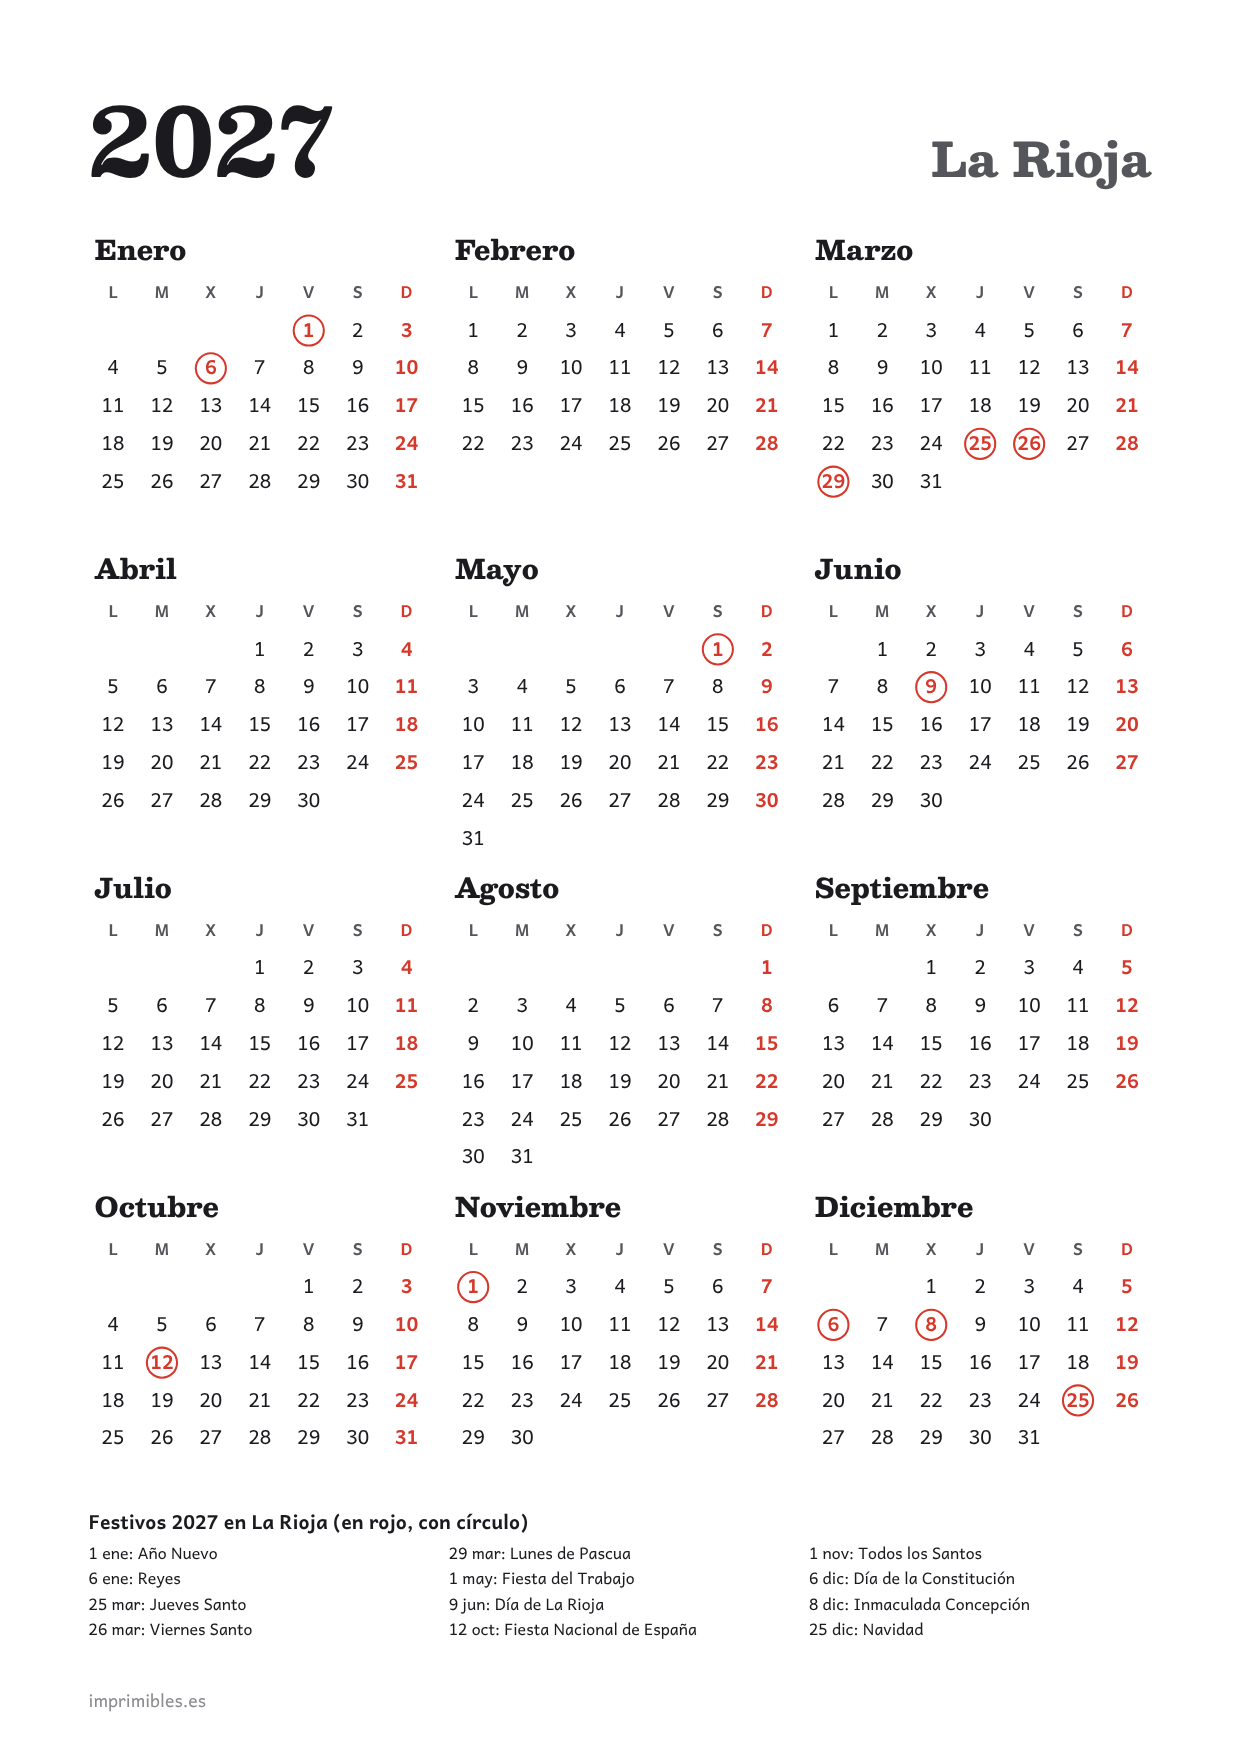 2027
La Rioja
Enero
L M X J V S D
1 2 3
4 5 6 7 8 9 10
11 12 13 14 15 16 17
18 19 20 21 22 23 24
25 26 27 28 29 30 31
Febrero
L M X J V S D
1 2 3 4 5 6 7
8 9 10 11 12 13 14
15 16 17 18 19 20 21
22 23 24 25 26 27 28
Marzo
L M X J V S D
1 2 3 4 5 6 7
8 9 10 11 12 13 14
15 16 17 18 19 20 21
22 23 24 25 26 27 28
29 30 31
Abril
L M X J V S D
1 2 3 4
5 6 7 8 9 10 11
12 13 14 15 16 17 18
19 20 21 22 23 24 25
26 27 28 29 30
Mayo
L M X J V S D
1 2
3 4 5 6 7 8 9
10 11 12 13 14 15 16
17 18 19 20 21 22 23
24 25 26 27 28 29 30
31
Junio
L M X J V S D
1 2 3 4 5 6
7 8 9 10 11 12 13
14 15 16 17 18 19 20
21 22 23 24 25 26 27
28 29 30
Julio
L M X J V S D
1 2 3 4
5 6 7 8 9 10 11
12 13 14 15 16 17 18
19 20 21 22 23 24 25
26 27 28 29 30 31
Agosto
L M X J V S D
1
2 3 4 5 6 7 8
9 10 11 12 13 14 15
16 17 18 19 20 21 22
23 24 25 26 27 28 29
30 31
Septiembre
L M X J V S D
1 2 3 4 5
6 7 8 9 10 11 12
13 14 15 16 17 18 19
20 21 22 23 24 25 26
27 28 29 30
Octubre
L M X J V S D
1 2 3
4 5 6 7 8 9 10
11 12 13 14 15 16 17
18 19 20 21 22 23 24
25 26 27 28 29 30 31
Noviembre
L M X J V S D
1 2 3 4 5 6 7
8 9 10 11 12 13 14
15 16 17 18 19 20 21
22 23 24 25 26 27 28
29 30
Diciembre
L M X J V S D
1 2 3 4 5
6 7 8 9 10 11 12
13 14 15 16 17 18 19
20 21 22 23 24 25 26
27 28 29 30 31
Festivos 2027 en La Rioja (en rojo, con círculo)
1 ene: Año Nuevo
6 ene: Reyes
25 mar: Jueves Santo
26 mar: Viernes Santo
29 mar: Lunes de Pascua
1 may: Fiesta del Trabajo
9 jun: Día de La Rioja
12 oct: Fiesta Nacional de España
1 nov: Todos los Santos
6 dic: Día de la Constitución
8 dic: Inmaculada Concepción
25 dic: Navidad
imprimibles.es